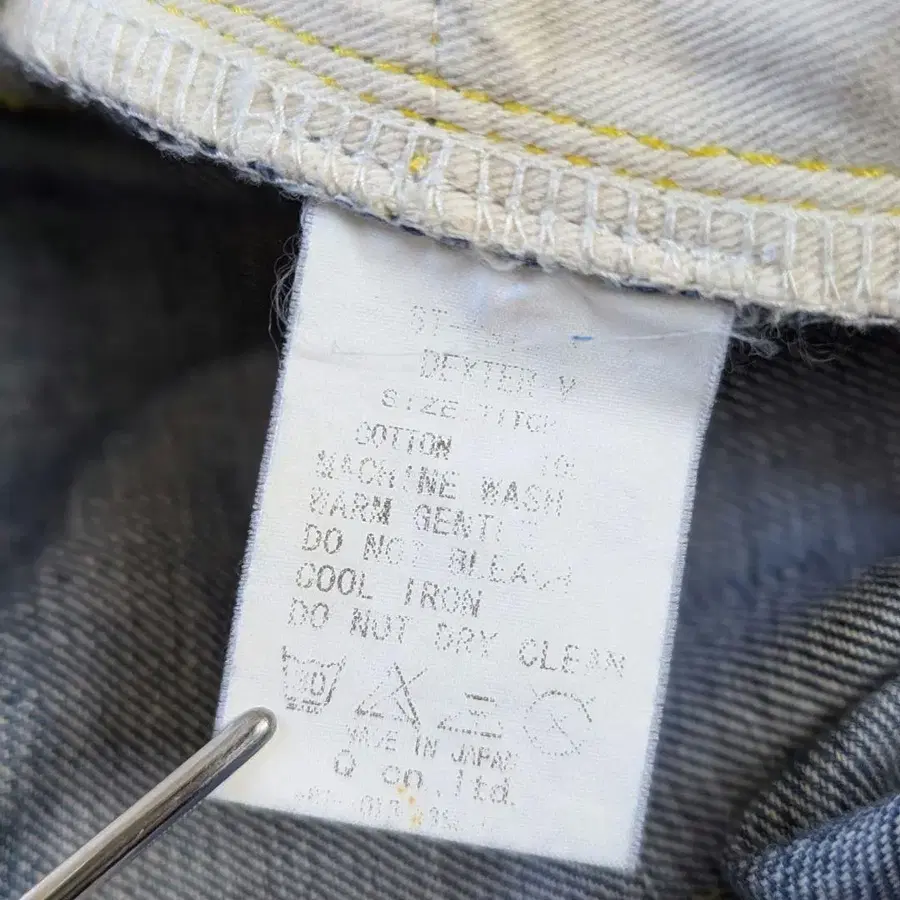 DEXTER-V
SIZE
COTTON
MACHINE WASH
WARM GENTLE
DO NOT BLEACH
COOL IRON
DO NOT DRY CLEAN
MADE IN JAPAN
Q co.,ltd.